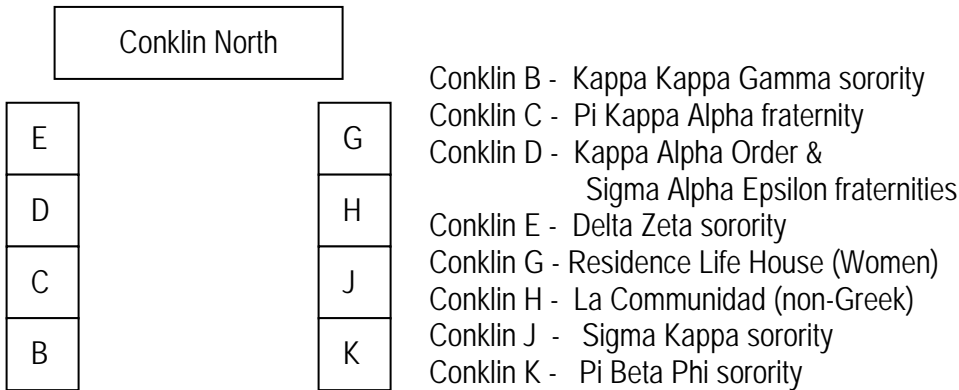 Conklin North
E
G
D
H
C
J
B
K
Conklin B - Kappa Kappa Gamma sorority
Conklin C - Pi Kappa Alpha fraternity
Conklin D - Kappa Alpha Order &
Sigma Alpha Epsilon fraternities
Conklin E - Delta Zeta sorority
Conklin G - Residence Life House (Women)
Conklin H - La Communidad (non-Greek)
Conklin J - Sigma Kappa sorority
Conklin K - Pi Beta Phi sorority